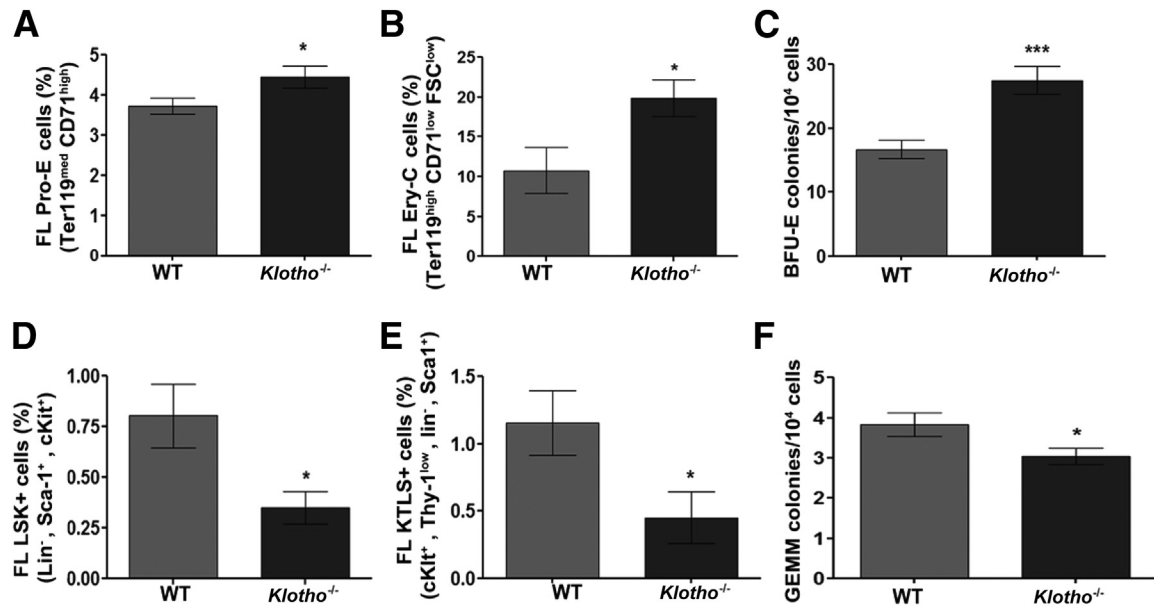 A
FL Pro-E cells (%)
(Ter119med CD71high)
5
4
3
2
1
0
*
WT
Klotho-/-
B
FL Ery-C cells (%)
(Ter119high CD71low FSClow)
25
20
15
10
5
0
*
WT
Klotho-/-
C
BFU-E colonies/10⁴ cells
30
20
10
0
***
WT
Klotho-/-
D
FL LSK+ cells (%)
(Lin-, Sca-1+, cKit+)
1.00
0.75
0.50
0.25
0.0
*
WT
Klotho-/-
E
FL KTLS+ cells (%)
(cKit+, Thy-1low, lin-, Sca1+)
1.5
1.0
0.5
0.0
*
WT
Klotho-/-
F
GEMM colonies/10⁴ cells
5
4
3
2
1
0
*
WT
Klotho-/-